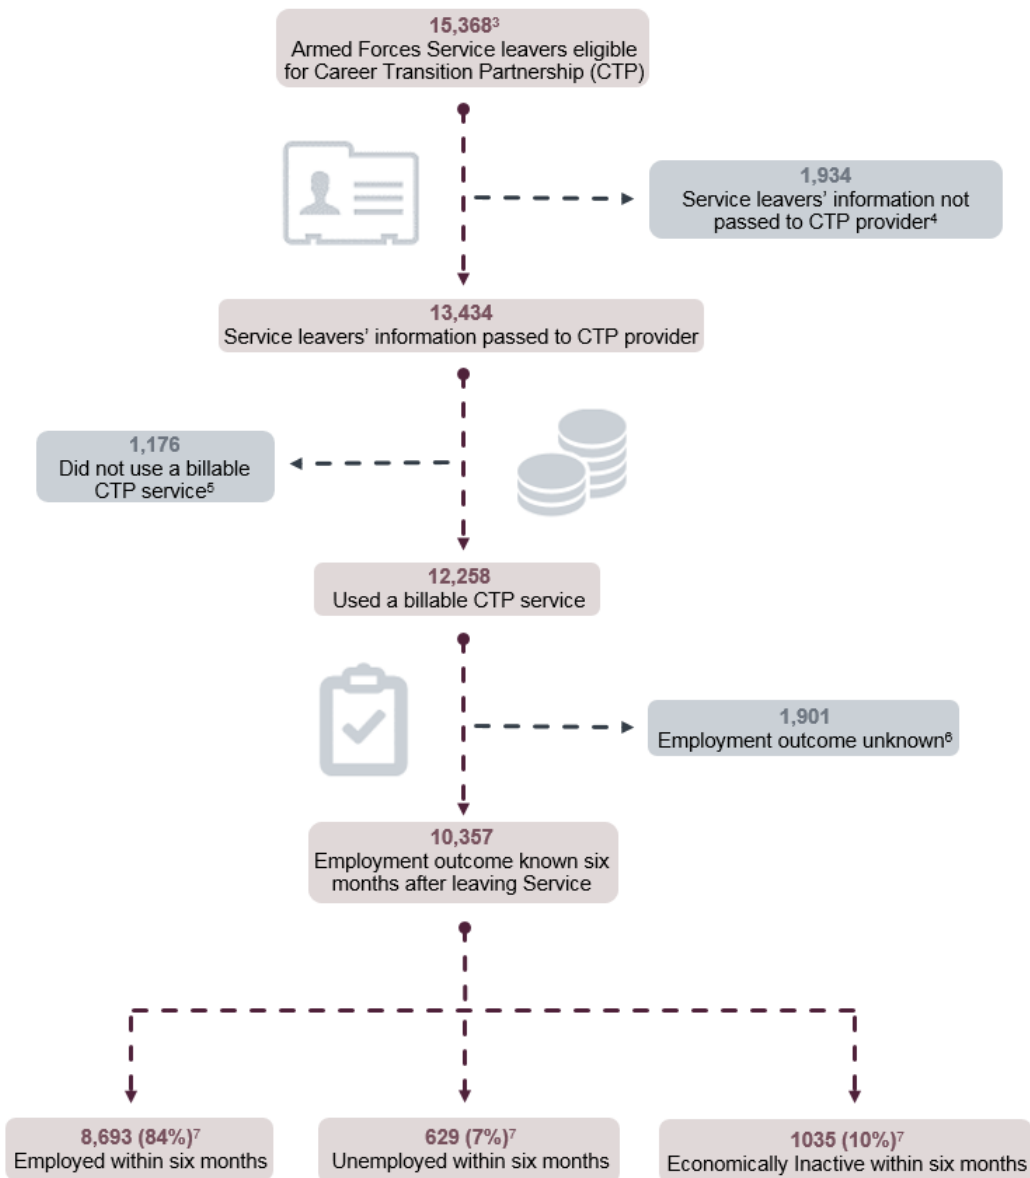 15,368³
Armed Forces Service leavers eligible
for Career Transition Partnership (CTP)
1,934
Service leavers’ information not
passed to CTP provider⁴
13,434
Service leavers’ information passed to CTP provider
1,176
Did not use a billable
CTP service⁵
12,258
Used a billable CTP service
1,901
Employment outcome unknown⁶
10,357
Employment outcome known six
months after leaving Service
8,693 (84%)⁷
Employed within six months
629 (7%)⁷
Unemployed within six months
1035 (10%)⁷
Economically Inactive within six months